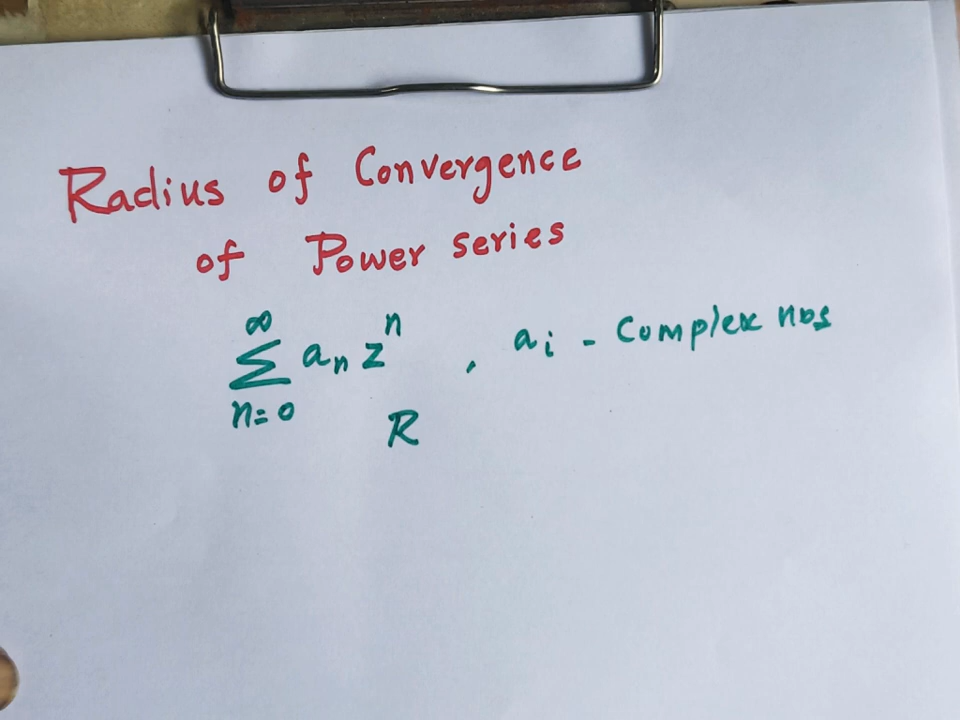 Radius of Convergence
of Power series
∞
∑ aₙ zⁿ , aᵢ - Complex nos
n=0
R